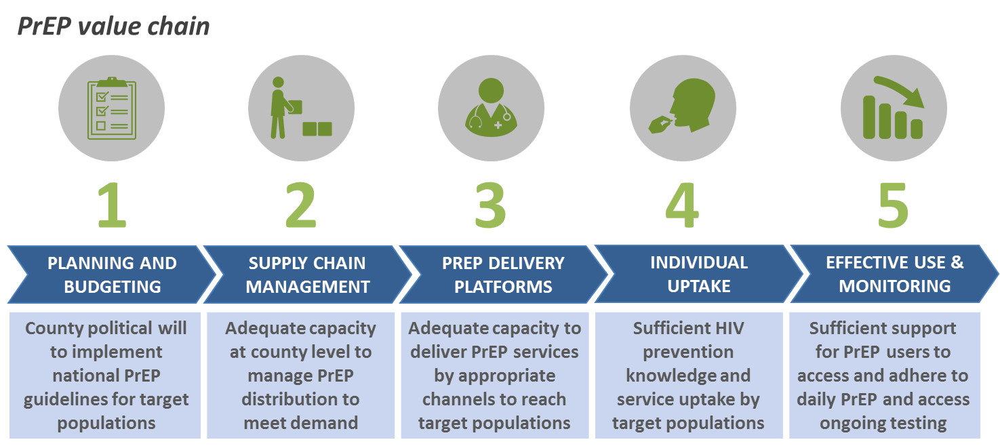 PrEP value chain
1
2
3
4
5
PLANNING AND
BUDGETING
SUPPLY CHAIN
MANAGEMENT
PREP DELIVERY
PLATFORMS
INDIVIDUAL
UPTAKE
EFFECTIVE USE &
MONITORING
County political will
to implement
national PrEP
guidelines for target
populations
Adequate capacity
at county level to
manage PrEP
distribution to
meet demand
Adequate capacity to
deliver PrEP services
by appropriate
channels to reach
target populations
Sufficient HIV
prevention
knowledge and
service uptake by
target populations
Sufficient support
for PrEP users to
access and adhere to
daily PrEP and access
ongoing testing